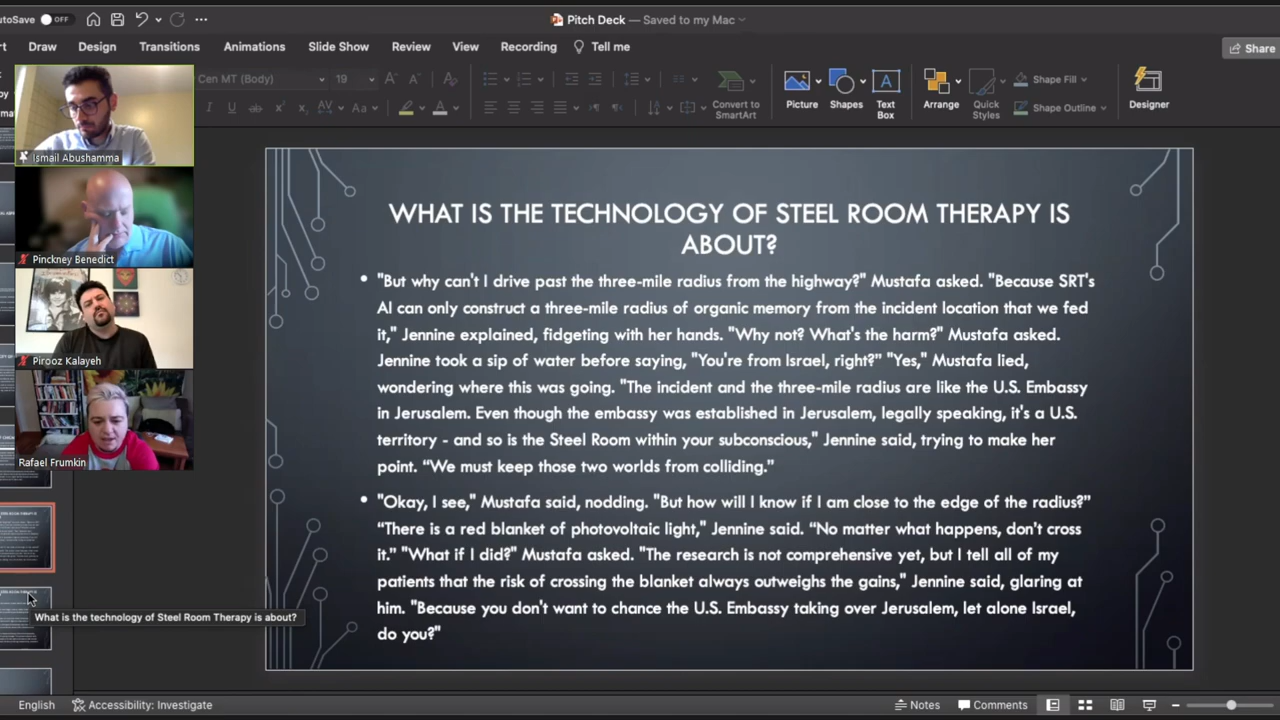 AutoSave OFF
Pitch Deck — Saved to my Mac
Draw Design Transitions Animations Slide Show Review View Recording Tell me
Share
Cen MT (Body) 19
Convert to
SmartArt
Picture
Shapes
Text
Box
Arrange
Quick
Styles
Shape Fill
Shape Outline
Designer
Ismail Abushamma
Pinckney Benedict
Pirooz Kalayeh
Rafael Frumkin
WHAT IS THE TECHNOLOGY OF STEEL ROOM THERAPY IS
ABOUT?
• "But why can't I drive past the three-mile radius from the highway?" Mustafa asked. "Because SRT's
AI can only construct a three-mile radius of organic memory from the incident location that we fed
it," Jennine explained, fidgeting with her hands. "Why not? What's the harm?" Mustafa asked.
Jennine took a sip of water before saying, "You're from Israel, right?" "Yes," Mustafa lied,
wondering where this was going. "The incident and the three-mile radius are like the U.S. Embassy
in Jerusalem. Even though the embassy was established in Jerusalem, legally speaking, it's a U.S.
territory - and so is the Steel Room within your subconscious," Jennine said, trying to make her
point. “We must keep those two worlds from colliding.”
• "Okay, I see," Mustafa said, nodding. "But how will I know if I am close to the edge of the radius?"
“There is a red blanket of photovoltaic light," Jennine said. “No matter what happens, don't cross
it.” "What if I did?" Mustafa asked. "The research is not comprehensive yet, but I tell all of my
patients that the risk of crossing the blanket always outweighs the gains," Jennine said, glaring at
him. "Because you don't want to chance the U.S. Embassy taking over Jerusalem, let alone Israel,
do you?"
What is the technology of Steel Room Therapy is about?
English
Accessibility: Investigate
Notes
Comments